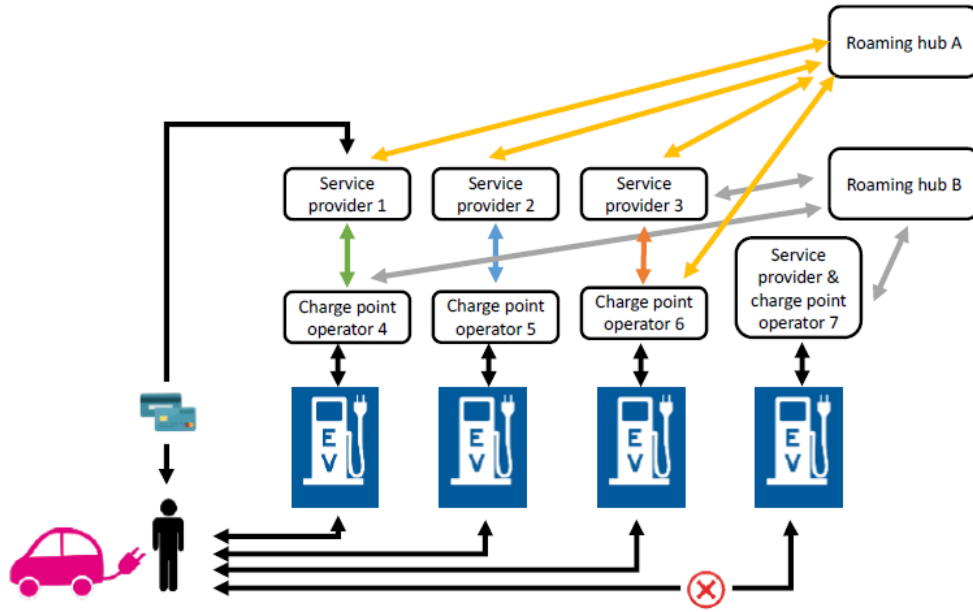 Roaming hub A
Service
provider 1
Service
provider 2
Service
provider 3
Roaming hub B
Service
provider &
charge point
operator 7
Charge point
operator 4
Charge point
operator 5
Charge point
operator 6
E
V
E
V
E
V
E
V